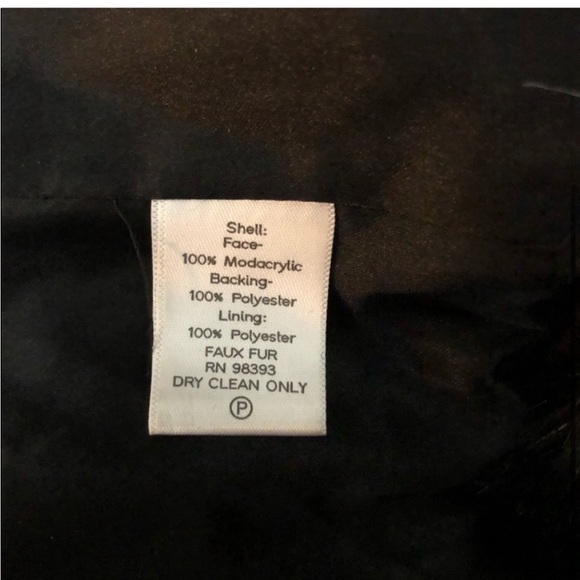 Shell:
Face-
100% Modacrylic
Backing-
100% Polyester
Lining:
100% Polyester
FAUX FUR
RN 98393
DRY CLEAN ONLY
P